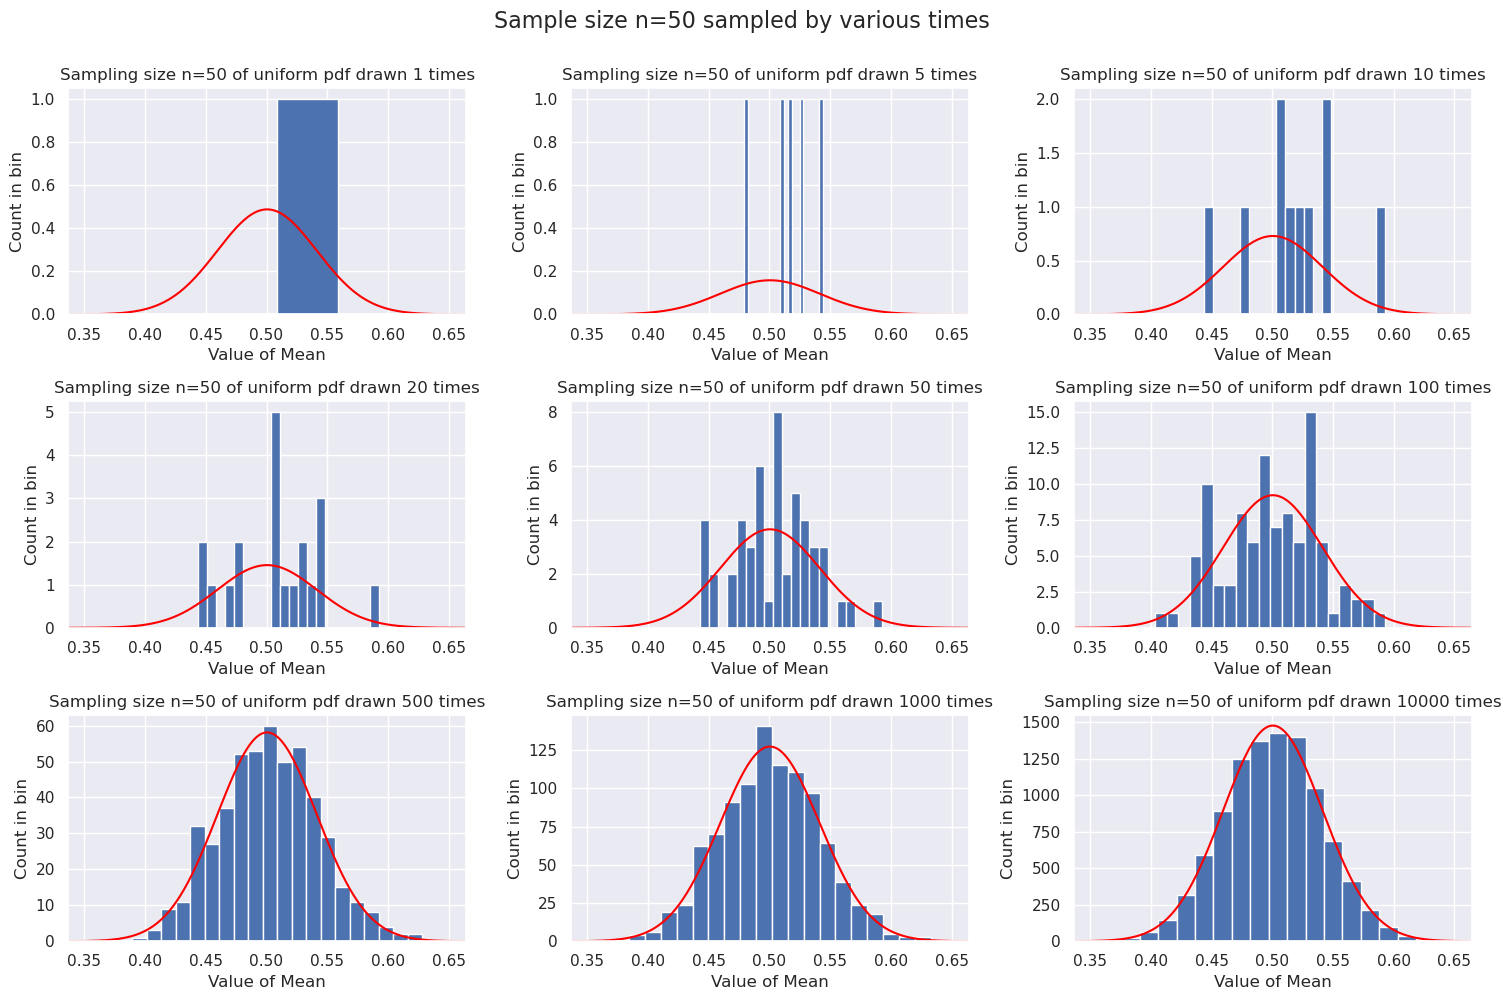 Sample size n=50 sampled by various times
Sampling size n=50 of uniform pdf drawn 1 times
1.0
0.8
0.6
0.4
0.2
0.0
Count in bin
0.35 0.40 0.45 0.50 0.55 0.60 0.65
Value of Mean
Sampling size n=50 of uniform pdf drawn 5 times
1.0
0.8
0.6
0.4
0.2
0.0
Count in bin
0.35 0.40 0.45 0.50 0.55 0.60 0.65
Value of Mean
Sampling size n=50 of uniform pdf drawn 10 times
2.0
1.5
1.0
0.5
0.0
Count in bin
0.35 0.40 0.45 0.50 0.55 0.60 0.65
Value of Mean
Sampling size n=50 of uniform pdf drawn 20 times
5
4
3
2
1
0
Count in bin
0.35 0.40 0.45 0.50 0.55 0.60 0.65
Value of Mean
Sampling size n=50 of uniform pdf drawn 50 times
8
6
4
2
0
Count in bin
0.35 0.40 0.45 0.50 0.55 0.60 0.65
Value of Mean
Sampling size n=50 of uniform pdf drawn 100 times
15.0
12.5
10.0
7.5
5.0
2.5
0.0
Count in bin
0.35 0.40 0.45 0.50 0.55 0.60 0.65
Value of Mean
Sampling size n=50 of uniform pdf drawn 500 times
60
50
40
30
20
10
0
Count in bin
0.35 0.40 0.45 0.50 0.55 0.60 0.65
Value of Mean
Sampling size n=50 of uniform pdf drawn 1000 times
125
100
75
50
25
0
Count in bin
0.35 0.40 0.45 0.50 0.55 0.60 0.65
Value of Mean
Sampling size n=50 of uniform pdf drawn 10000 times
1500
1250
1000
750
500
250
0
Count in bin
0.35 0.40 0.45 0.50 0.55 0.60 0.65
Value of Mean